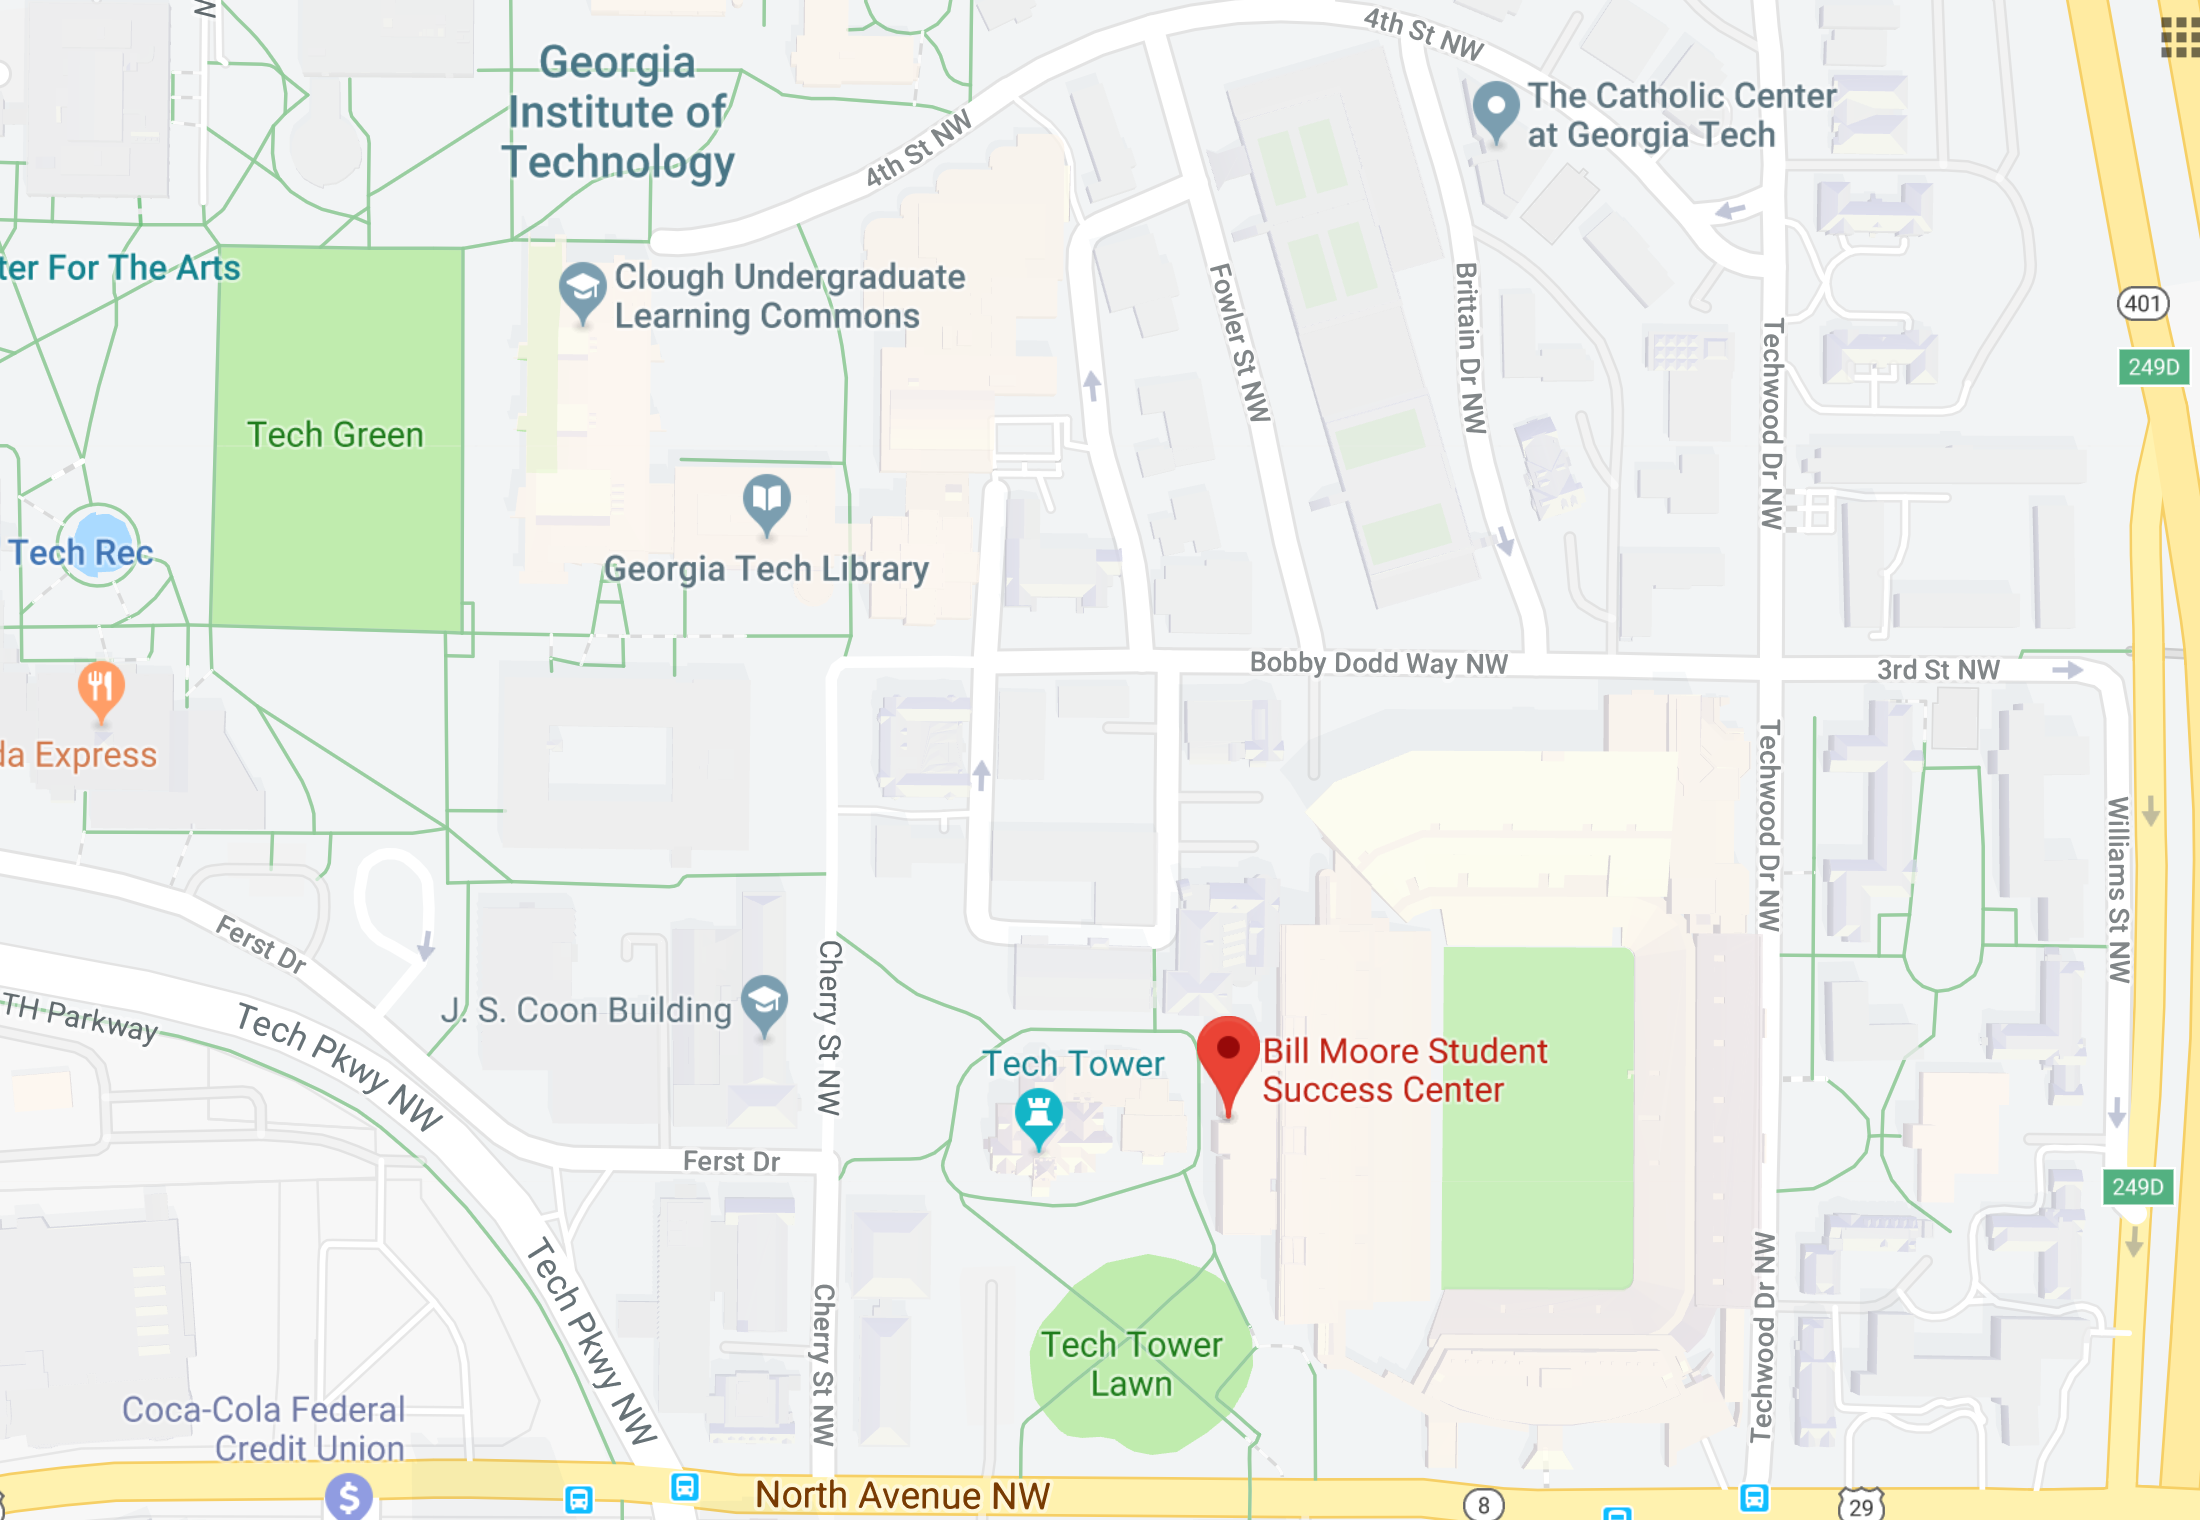 4th St NW
Georgia
Institute of
Technology
The Catholic Center
at Georgia Tech
4th St NW
ter For The Arts
Clough Undergraduate
Learning Commons
401
249D
Fowler St NW
Brittain Dr NW
Techwood Dr NW
Tech Green
Tech Rec
Georgia Tech Library
Bobby Dodd Way NW
3rd St NW
da Express
Techwood Dr NW
Williams St NW
Ferst Dr
Cherry St NW
TH Parkway
Tech Pkwy NW
J. S. Coon Building
Tech Tower
Bill Moore Student
Success Center
Ferst Dr
249D
Tech Pkwy NW
Cherry St NW
Techwood Dr NW
Tech Tower
Lawn
Coca-Cola Federal
Credit Union
$
North Avenue NW
8
29